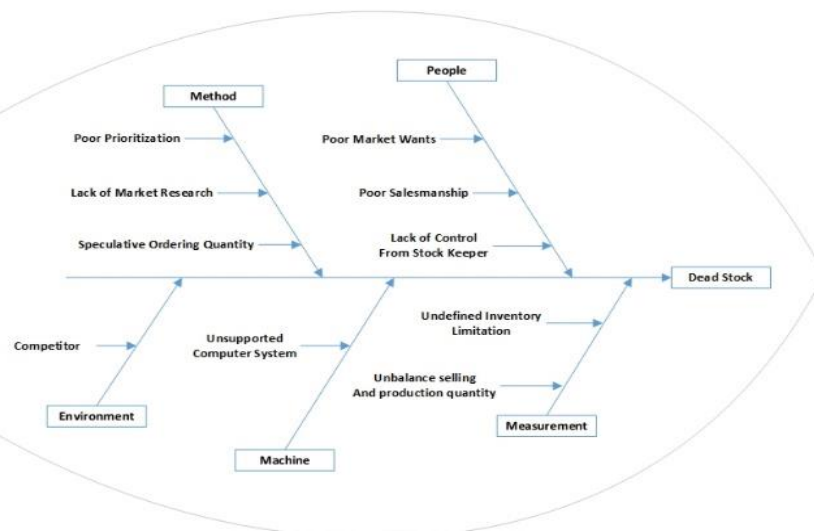 People
Method
Poor Prioritization
Poor Market Wants
Lack of Market Research
Poor Salesmanship
Speculative Ordering Quantity
Lack of Control
From Stock Keeper
Dead Stock
Undefined Inventory
Limitation
Competitor
Unsupported
Computer System
Unbalance selling
And production quantity
Environment
Measurement
Machine